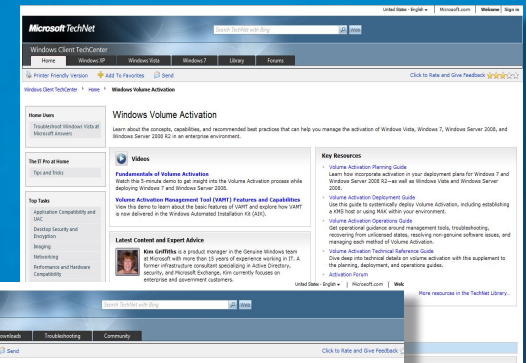 United States - English Microsoft.com Welcome Sign in
Microsoft TechNet
Search TechNet with Bing Web
Windows Client TechCenter
Home Windows XP Windows Vista Windows 7 Library Forums
Printer Friendly Version Add To Favorites Send Click to Rate and Give Feedback
Windows Client TechCenter Home Windows Volume Activation
Home Users
Troubleshoot Windows Vista at
Microsoft Answers
The IT Pro at Home
Tips and Tricks
Top Tasks
Application Compatibility and
UAC
Desktop Security and
Encryption
Imaging
Networking
Performance and Hardware
Compatibility
Windows Volume Activation
Learn about the concepts, capabilities, and recommended best practices that can help you manage the activation of Windows Vista, Windows 7, Windows Server 2008, and
Windows Server 2008 R2 in an enterprise environment.
Videos
Fundamentals of Volume Activation
Watch this 5-minute demo to get insight into the Volume Activation process while
deploying Windows 7 and Windows Server 2008.
Volume Activation Management Tool (VAMT) Features and Capabilities
View this demo to learn about the basic features of VAMT and explore how VAMT
is now delivered in the Windows Automated Installation Kit (AIK).
Latest Content and Expert Advice
Kim Griffiths is a product manager in the Genuine Windows team
at Microsoft with more than 15 years of experience working in IT. A
former infrastructure consultant specializing in Active Directory,
security, and Microsoft Exchange, Kim currently focuses on
enterprise and government customers.
Key Resources
Volume Activation Planning Guide
Learn how incorporate activation in your deployment plans for Windows 7 and
Windows Server 2008 R2—as well as Windows Vista and Windows Server
2008.
Volume Activation Deployment Guide
Use this guide to systemically deploy Volume Activation, including establishing
a KMS host or using MAK within your environment.
Volume Activation Operations Guide
Get operational guidance around management tools, troubleshooting,
recovering from unlicensed states, resolving non-genuine software issues, and
managing each method of Volume Activation.
Volume Activation Technical Reference Guide
Dive deep into technical details on volume activation with this supplement to
the planning, deployment, and operations guides.
Activation Forum
More resources in the TechNet Library...
United States - English Microsoft.com Welc
Search TechNet with Bing Web
ownloads Troubleshooting Community
Send Click to Rate and Give Feedback